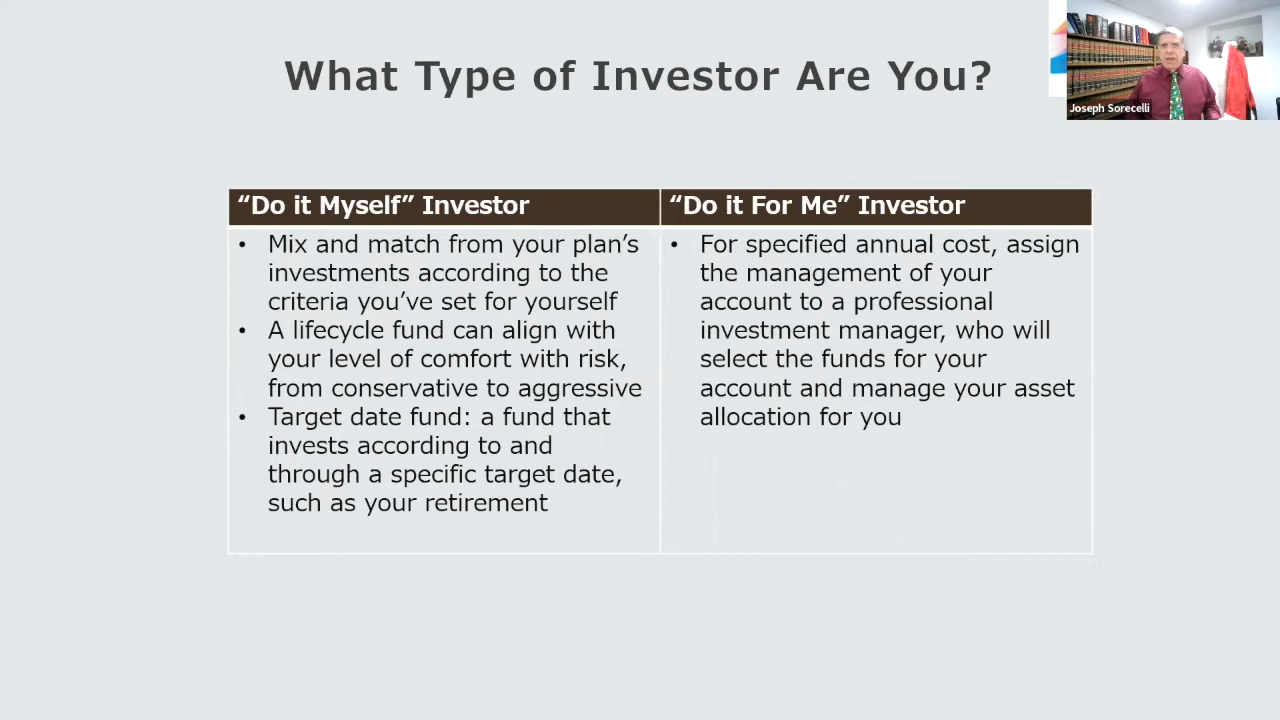 What Type of Investor Are You?
Joseph Sorecelli
“Do it Myself” Investor
• Mix and match from your plan’s
investments according to the
criteria you’ve set for yourself
• A lifecycle fund can align with
your level of comfort with risk,
from conservative to aggressive
• Target date fund: a fund that
invests according to and
through a specific target date,
such as your retirement
“Do it For Me” Investor
• For specified annual cost, assign
the management of your
account to a professional
investment manager, who will
select the funds for your
account and manage your asset
allocation for you